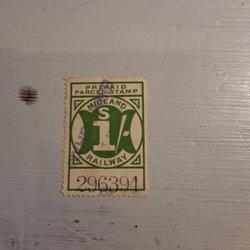 PREPAID
PARCEL STAMP
MIDLAND
S
1/-
RAILWAY
296391